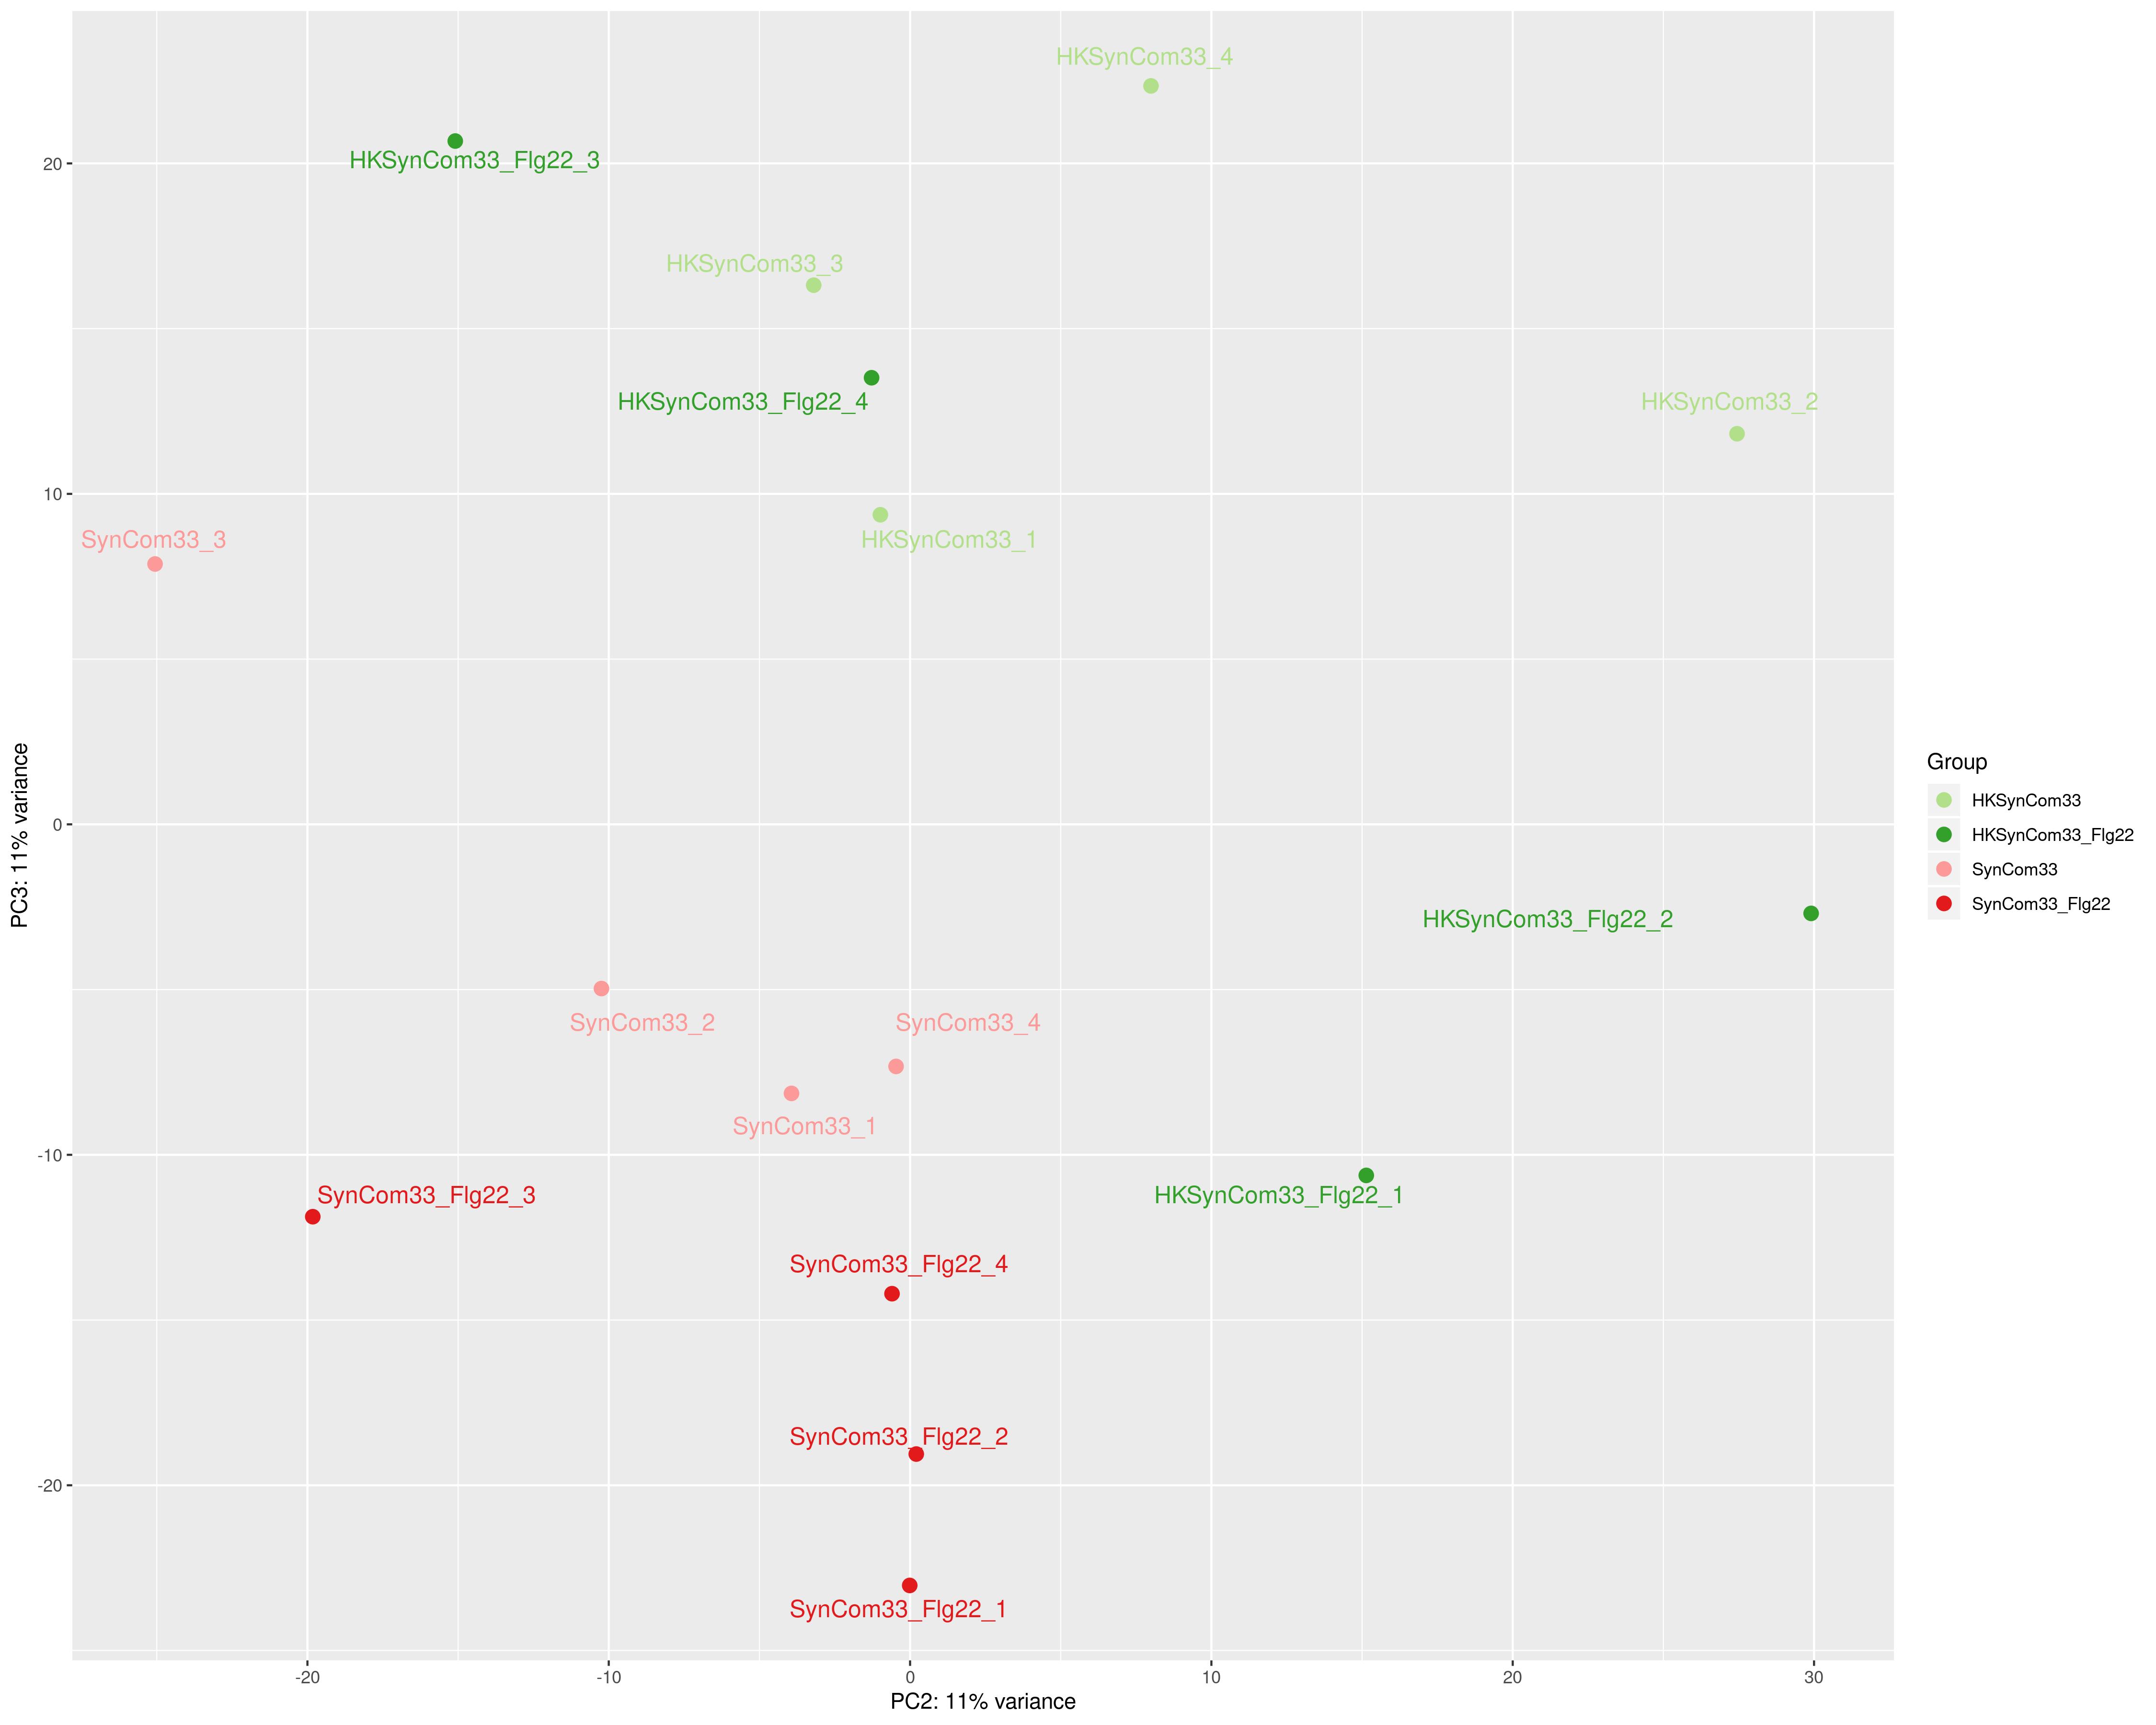 HKSynCom33_4
HKSynCom33_Flg22_3
20
HKSynCom33_3
HKSynCom33_Flg22_4
HKSynCom33_2
10
HKSynCom33_1
SynCom33_3
PC3: 11% variance
0
Group
HKSynCom33
HKSynCom33_Flg22
SynCom33
SynCom33_Flg22
HKSynCom33_Flg22_2
SynCom33_2
SynCom33_4
SynCom33_1
-10
SynCom33_Flg22_3
HKSynCom33_Flg22_1
SynCom33_Flg22_4
SynCom33_Flg22_2
-20
SynCom33_Flg22_1
-20 -10 0 10 20 30
PC2: 11% variance